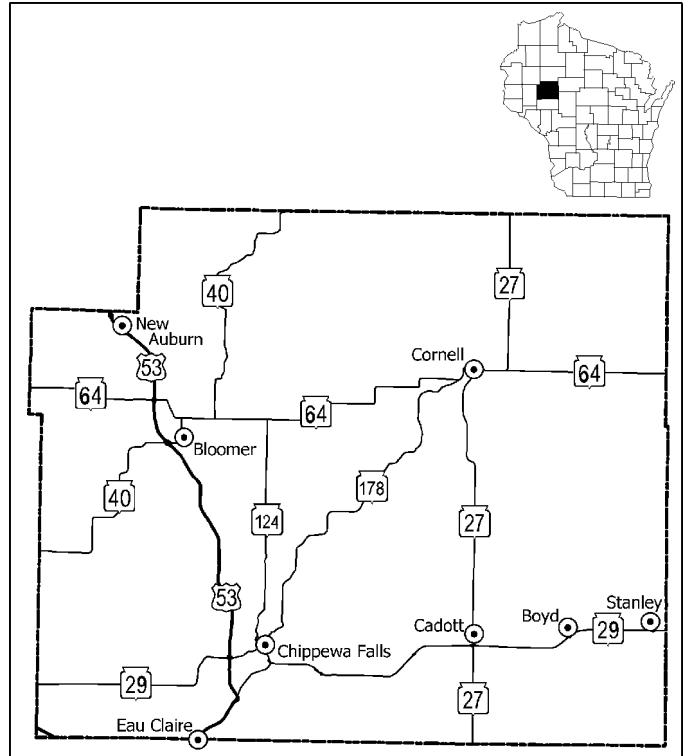 40
27
New
Auburn
53
Cornell
64
64
64
Bloomer
178
40
124
27
53
Stanley
Cadott
Boyd
29
Chippewa Falls
29
27
Eau Claire